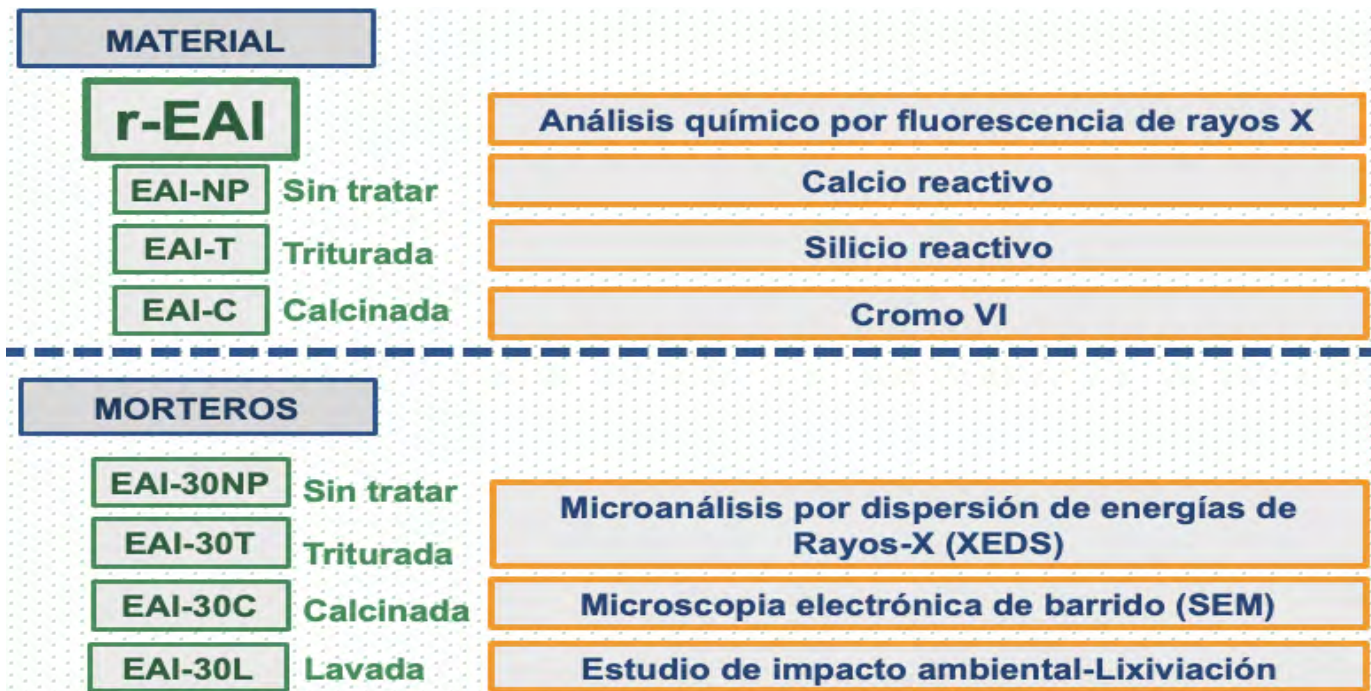 MATERIAL
r-EAI
Análisis químico por fluorescencia de rayos X
EAI-NP Sin tratar
Calcio reactivo
EAI-T Triturada
Silicio reactivo
EAI-C Calcinada
Cromo VI
MORTEROS
EAI-30NP Sin tratar
EAI-30T Triturada
Microanálisis por dispersión de energías de
Rayos-X (XEDS)
EAI-30C Calcinada
Microscopia electrónica de barrido (SEM)
EAI-30L Lavada
Estudio de impacto ambiental-Lixiviación